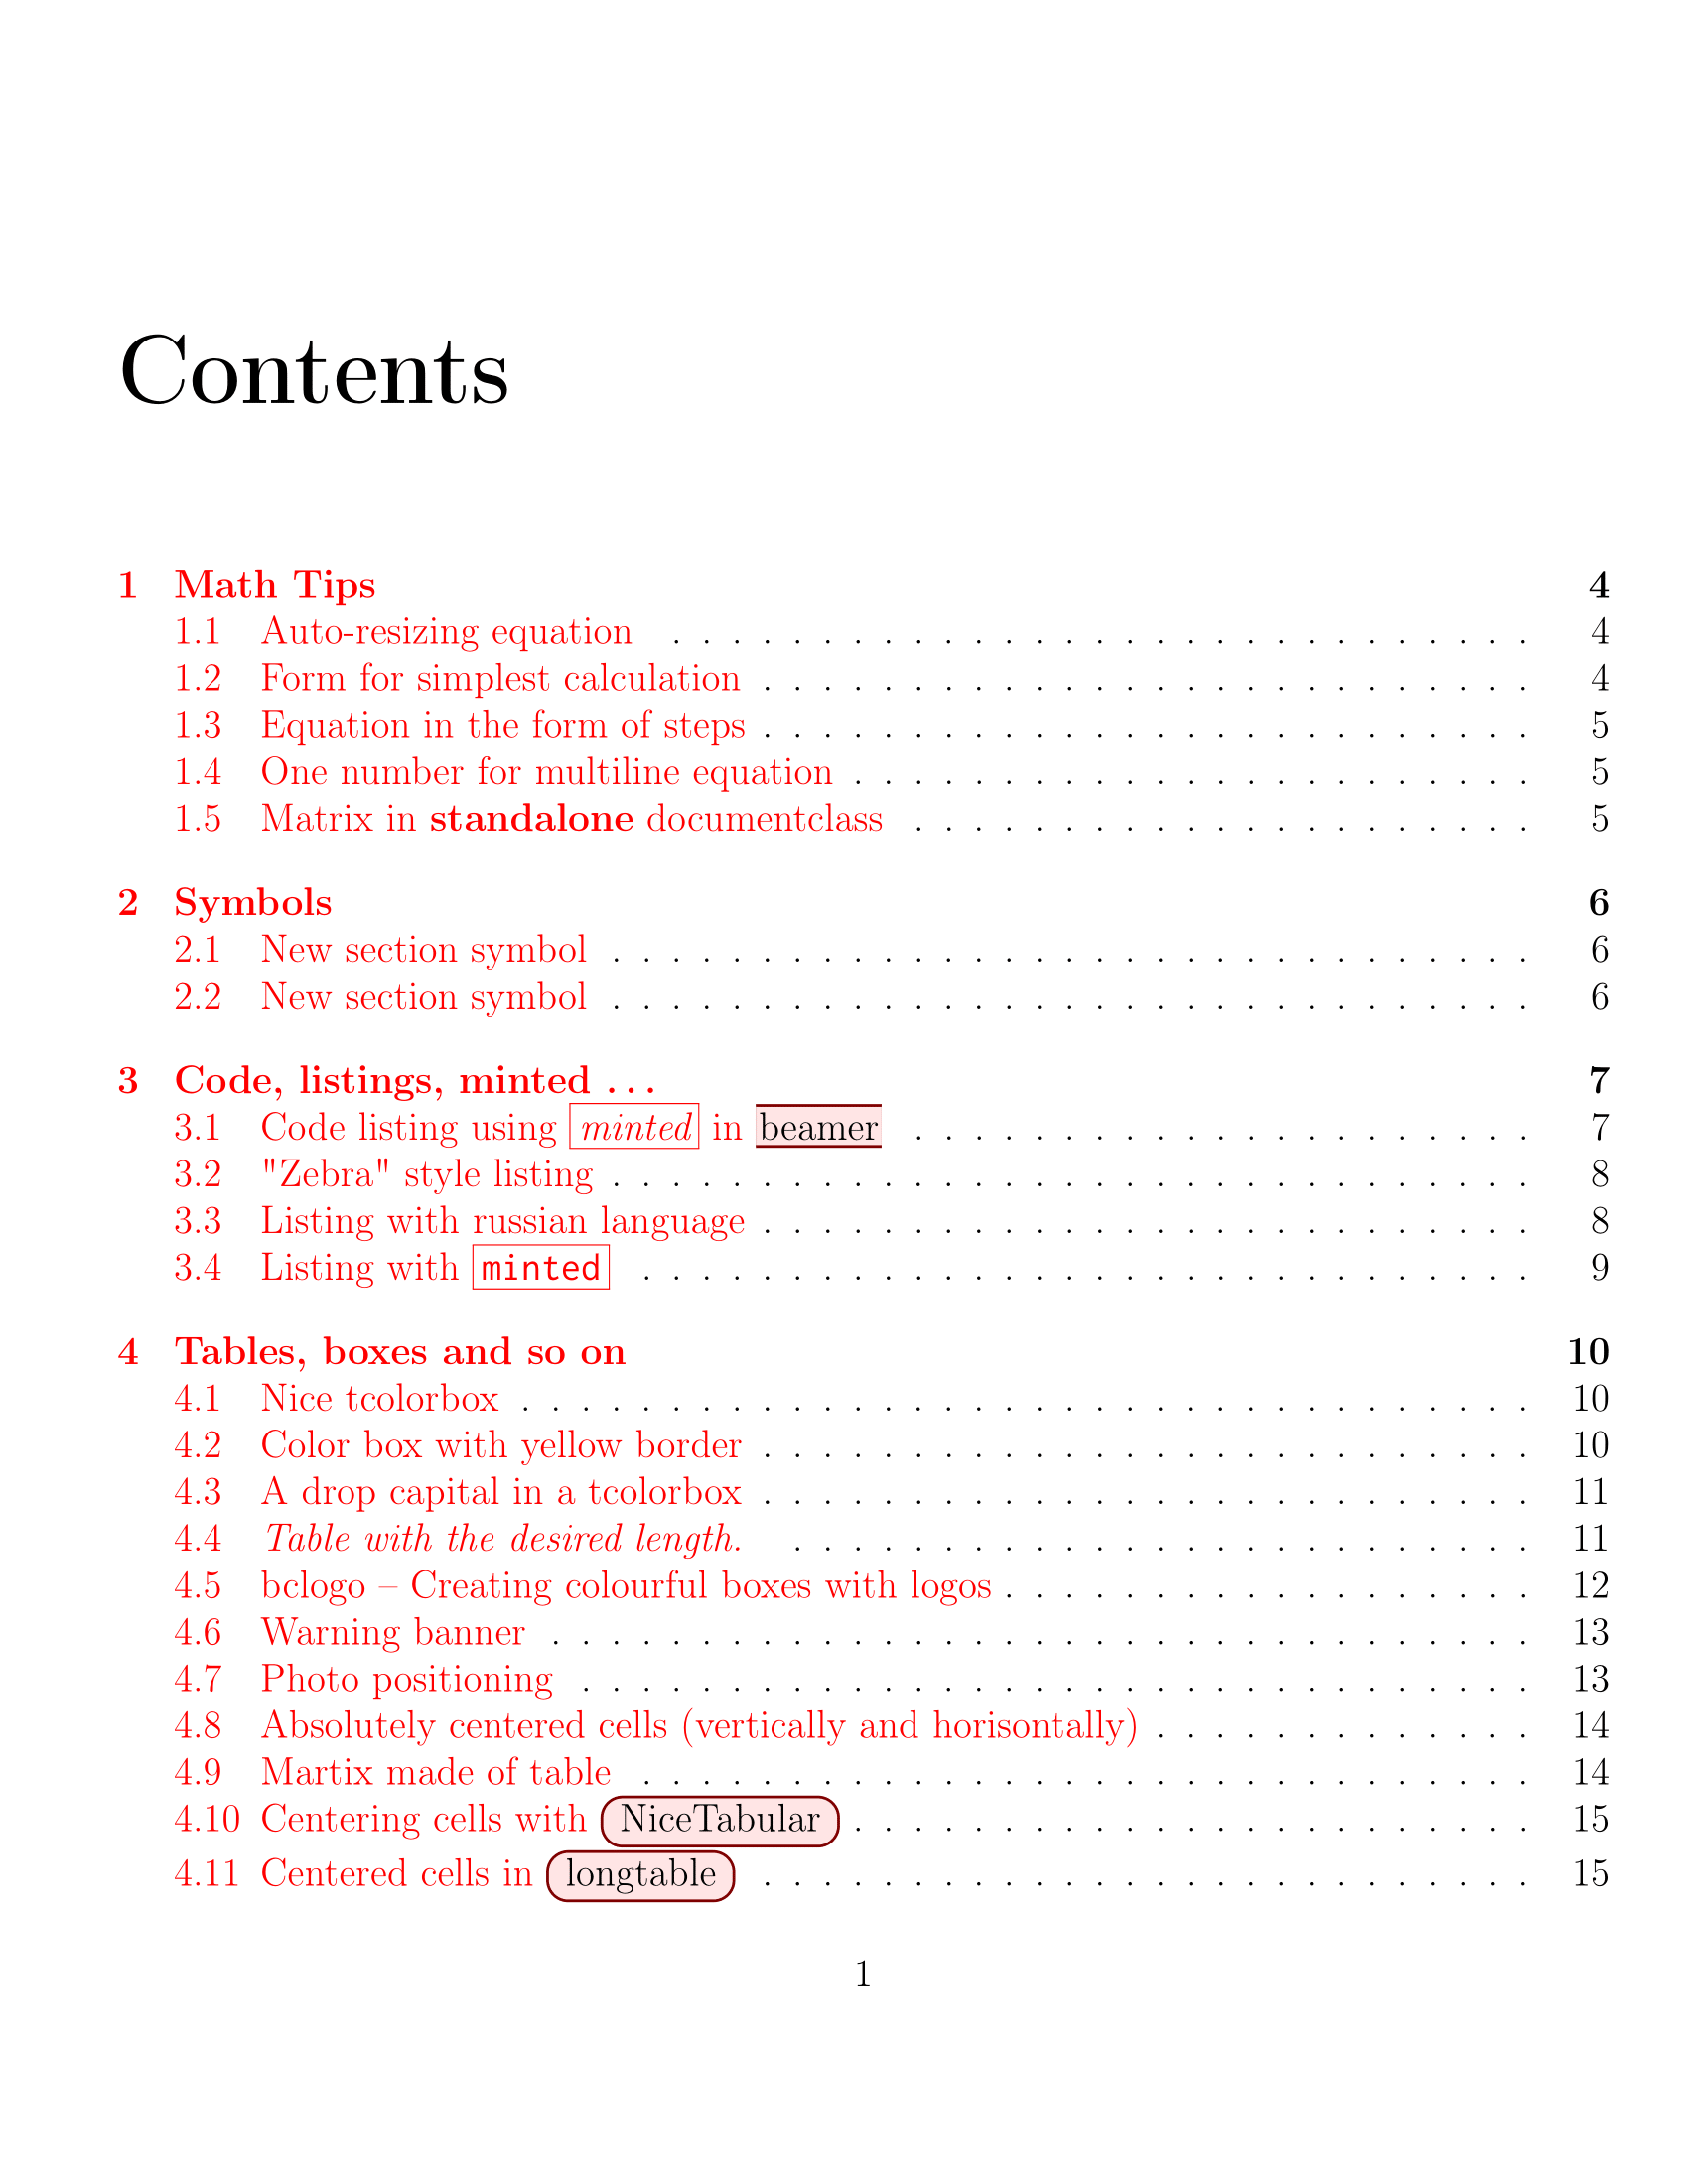 Contents
1 Math Tips 4
1.1 Auto-resizing equation . . . . . . . . . . . . . . . . . . . . . . . . . . . . . 4
1.2 Form for simplest calculation . . . . . . . . . . . . . . . . . . . . . . . . . . 4
1.3 Equation in the form of steps . . . . . . . . . . . . . . . . . . . . . . . . . . 5
1.4 One number for multiline equation . . . . . . . . . . . . . . . . . . . . . . . 5
1.5 Matrix in standalone documentclass . . . . . . . . . . . . . . . . . . . . . 5
2 Symbols 6
2.1 New section symbol . . . . . . . . . . . . . . . . . . . . . . . . . . . . . . . 6
2.2 New section symbol . . . . . . . . . . . . . . . . . . . . . . . . . . . . . . . 6
3 Code, listings, minted . . . 7
3.1 Code listing using minted in beamer . . . . . . . . . . . . . . . . . . . . . 7
3.2 "Zebra" style listing . . . . . . . . . . . . . . . . . . . . . . . . . . . . . . . 8
3.3 Listing with russian language . . . . . . . . . . . . . . . . . . . . . . . . . . 8
3.4 Listing with minted . . . . . . . . . . . . . . . . . . . . . . . . . . . . . . 9
4 Tables, boxes and so on 10
4.1 Nice tcolorbox . . . . . . . . . . . . . . . . . . . . . . . . . . . . . . . . . . 10
4.2 Color box with yellow border . . . . . . . . . . . . . . . . . . . . . . . . . . 10
4.3 A drop capital in a tcolorbox . . . . . . . . . . . . . . . . . . . . . . . . . . 11
4.4 Table with the desired length. . . . . . . . . . . . . . . . . . . . . . . . . . 11
4.5 bclogo – Creating colourful boxes with logos . . . . . . . . . . . . . . . . . . 12
4.6 Warning banner . . . . . . . . . . . . . . . . . . . . . . . . . . . . . . . . . 13
4.7 Photo positioning . . . . . . . . . . . . . . . . . . . . . . . . . . . . . . . . 13
4.8 Absolutely centered cells (vertically and horisontally) . . . . . . . . . . . . . 14
4.9 Martix made of table . . . . . . . . . . . . . . . . . . . . . . . . . . . . . . 14
4.10 Centering cells with NiceTabular . . . . . . . . . . . . . . . . . . . . . . . 15
4.11 Centered cells in longtable . . . . . . . . . . . . . . . . . . . . . . . . . . 15
1